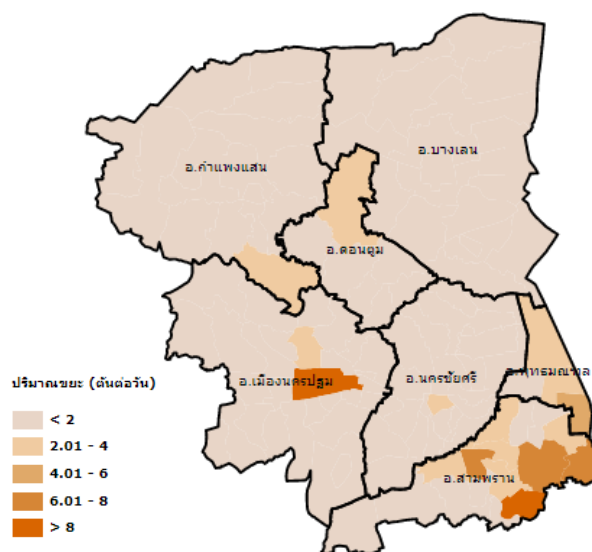 อ.กำแพงแสน
อ.บางเลน
อ.ดอนตูม
อ.เมืองนครปฐม
อ.นครชัยศรี
อ.พุทธมณฑล
อ.สามพราน
ปริมาณขยะ (ตันต่อวัน)
< 2
2.01 - 4
4.01 - 6
6.01 - 8
> 8